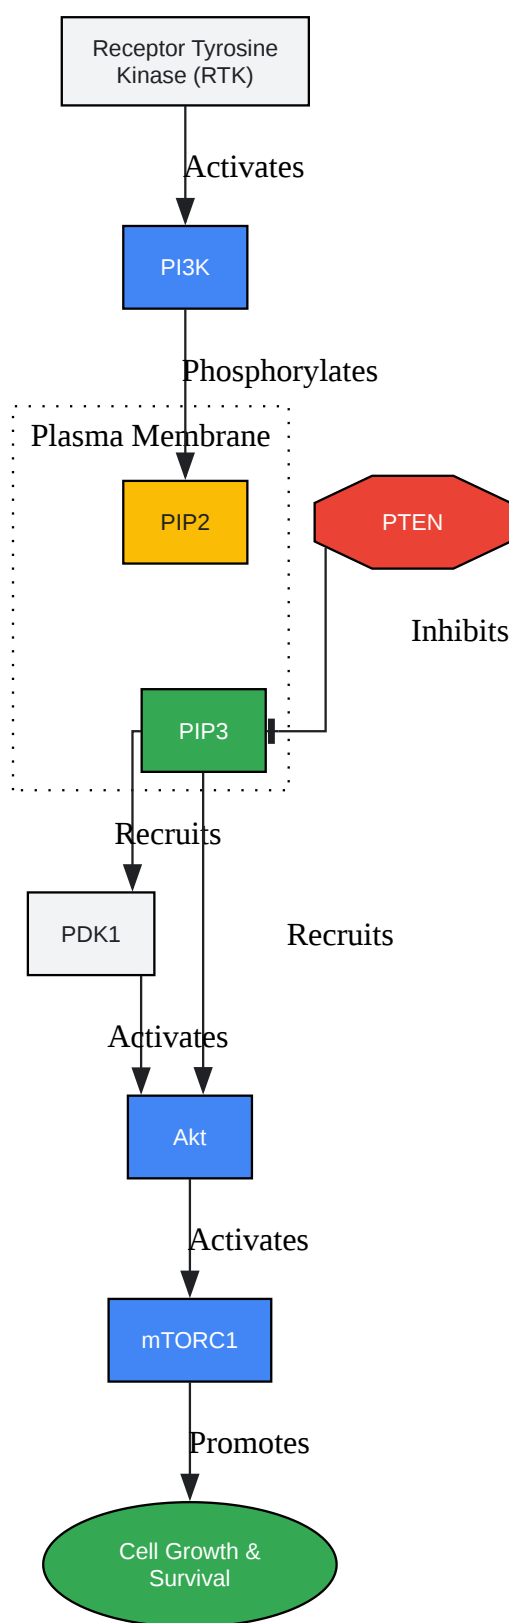 Receptor Tyrosine
Kinase (RTK)
Activates
PI3K
Phosphorylates
Plasma Membrane
PIP2
PTEN
Inhibits
PIP3
Recruits
PDK1
Recruits
Activates
Akt
Activates
mTORC1
Promotes
Cell Growth &
Survival